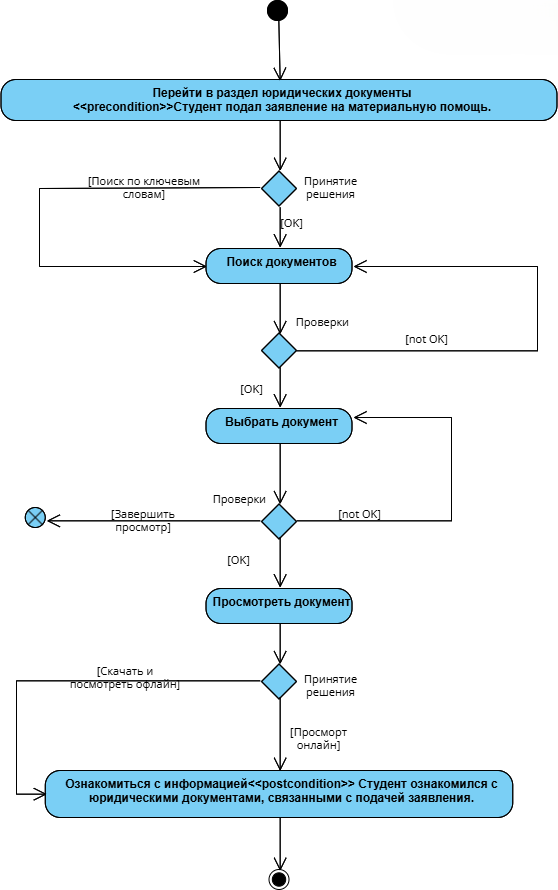 Перейти в раздел юридических документы
<<precondition>>Студент подал заявление на материальную помощь.
[Поиск по ключевым
словам]
Принятие
решения
[OK]
Поиск документов
Проверки
[not OK]
[OK]
Выбрать документ
Проверки
[Завершить
просмотр]
[not OK]
[OK]
Просмотреть документ
[Скачать и
посмотреть офлайн]
Принятие
решения
[Просморт
онлайн]
Ознакомиться с информацией<<postcondition>> Студент ознакомился с
юридическими документами, связанными с подачей заявления.